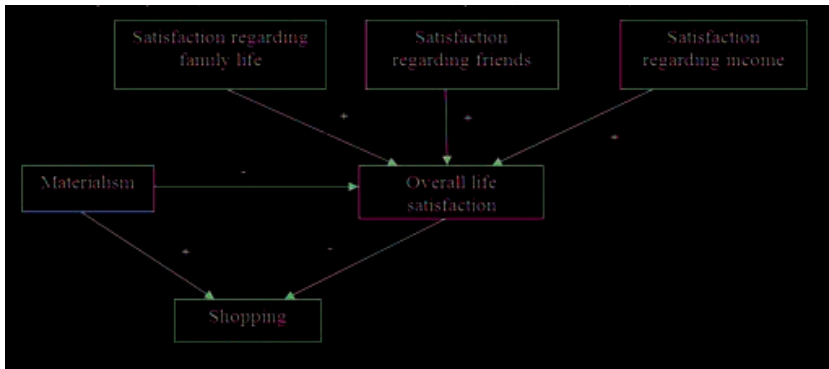 Satisfaction regarding
family life
Satisfaction
regarding friends
Satisfaction
regarding income
+
+
+
Materialism
-
Overall life
satisfaction
+
-
Shopping